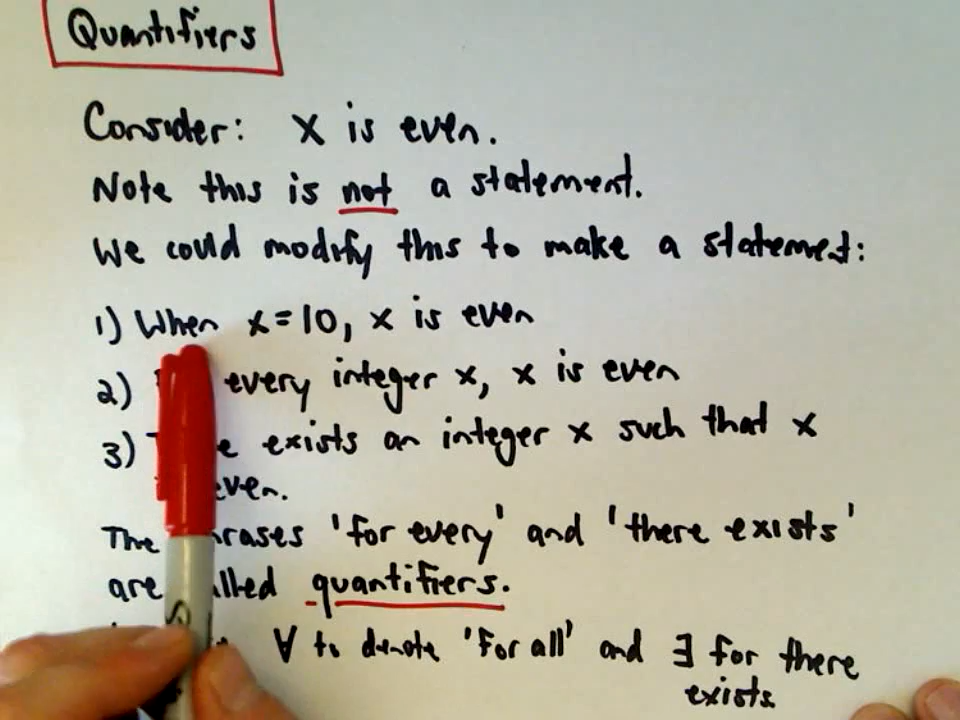 Quantifiers
Consider: x is even.
Note this is not a statement.
We could modify this to make a statement:
1) When x=10, x is even
2) every integer x, x is even
3) exists an integer x such that x
even.
The 'for every' and 'there exists'
are quantifiers.
∀ to denote 'for all' and ∃ for there
exists